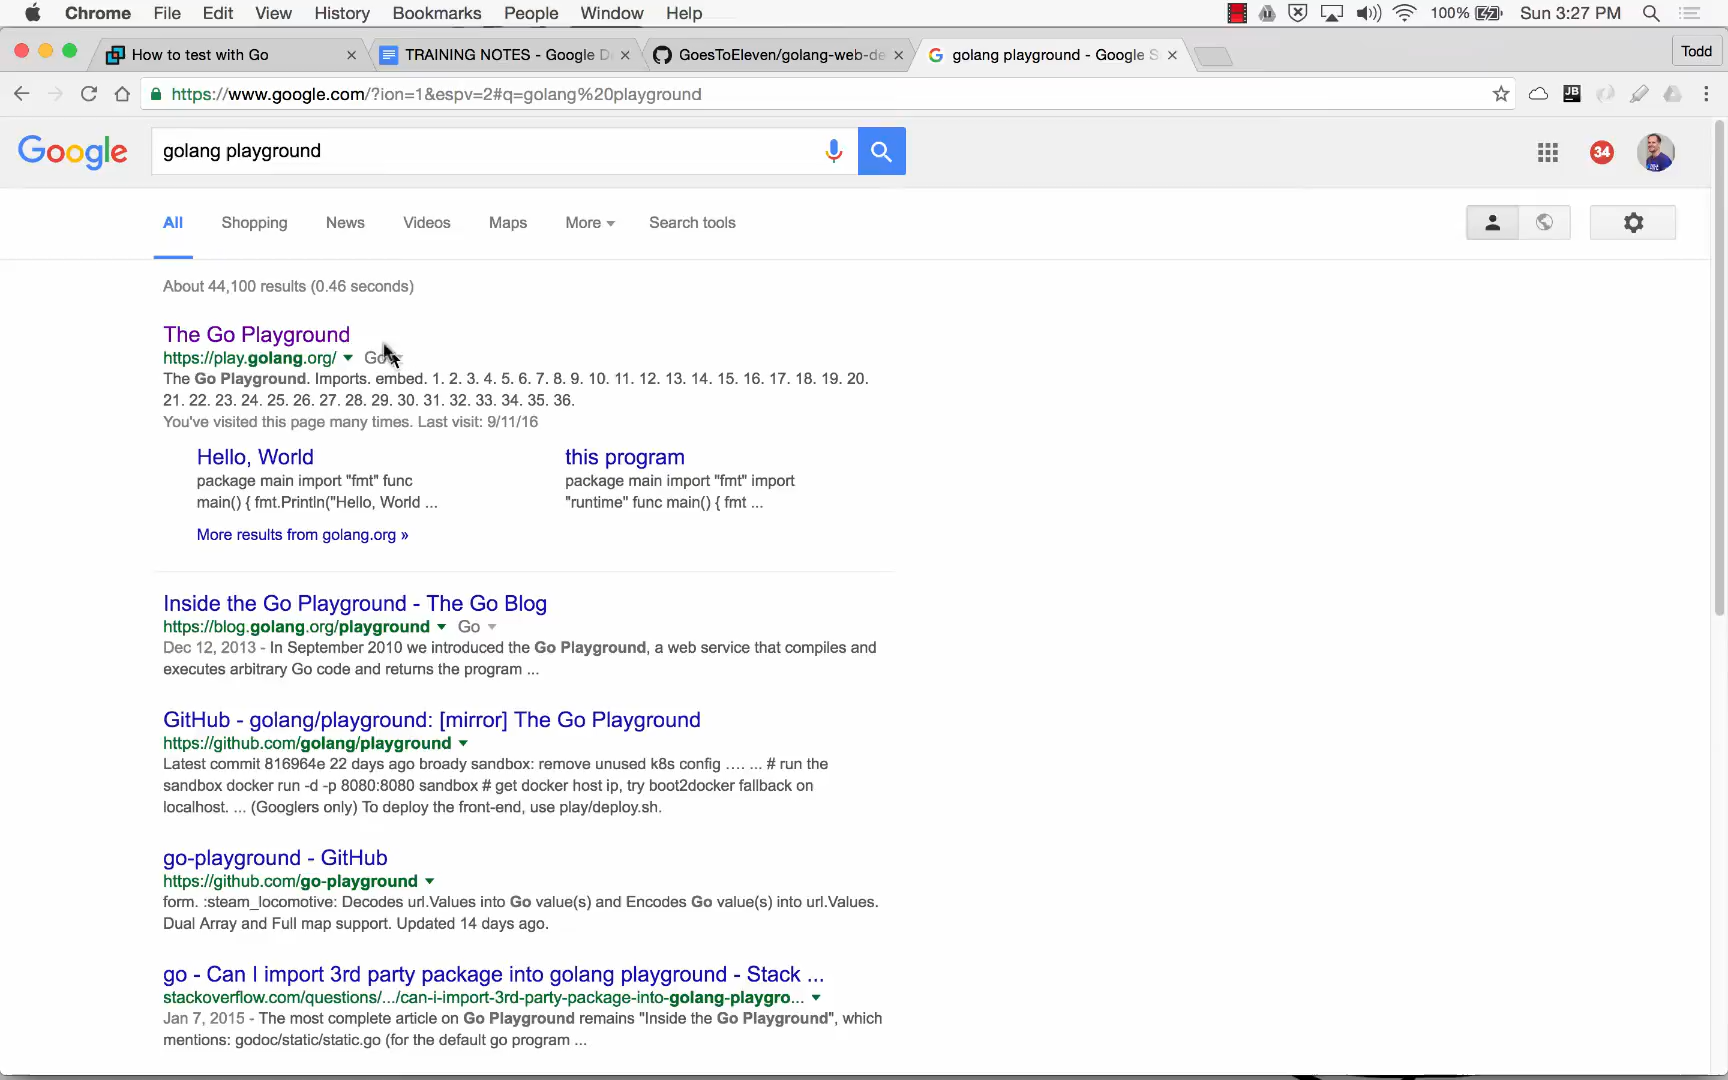 Chrome File Edit View History Bookmarks People Window Help 100% Sun 3:27 PM
How to test with Go TRAINING NOTES - Google D GoesToEleven/golang-web-de golang playground - Google S Todd
https://www.google.com/?ion=1&espv=2#q=golang%20playground JB
Google golang playground 34
All Shopping News Videos Maps More Search tools
About 44,100 results (0.46 seconds)
The Go Playground
https://play.golang.org/ Go
The Go Playground. Imports. embed. 1. 2. 3. 4. 5. 6. 7. 8. 9. 10. 11. 12. 13. 14. 15. 16. 17. 18. 19. 20.
21. 22. 23. 24. 25. 26. 27. 28. 29. 30. 31. 32. 33. 34. 35. 36.
You've visited this page many times. Last visit: 9/11/16
Hello, World
package main import "fmt" func
main() { fmt.Println("Hello, World ...
this program
package main import "fmt" import
"runtime" func main() { fmt ...
More results from golang.org »
Inside the Go Playground - The Go Blog
https://blog.golang.org/playground Go
Dec 12, 2013 - In September 2010 we introduced the Go Playground, a web service that compiles and
executes arbitrary Go code and returns the program ...
GitHub - golang/playground: [mirror] The Go Playground
https://github.com/golang/playground
Latest commit 816964e 22 days ago broady sandbox: remove unused k8s config …. ... # run the
sandbox docker run -d -p 8080:8080 sandbox # get docker host ip, try boot2docker fallback on
localhost. ... (Googlers only) To deploy the front-end, use play/deploy.sh.
go-playground - GitHub
https://github.com/go-playground
form. :steam_locomotive: Decodes url.Values into Go value(s) and Encodes Go value(s) into url.Values.
Dual Array and Full map support. Updated 14 days ago.
go - Can I import 3rd party package into golang playground - Stack ...
stackoverflow.com/questions/.../can-i-import-3rd-party-package-into-golang-playgro...
Jan 7, 2015 - The most complete article on Go Playground remains "Inside the Go Playground", which
mentions: godoc/static/static.go (for the default go program ...